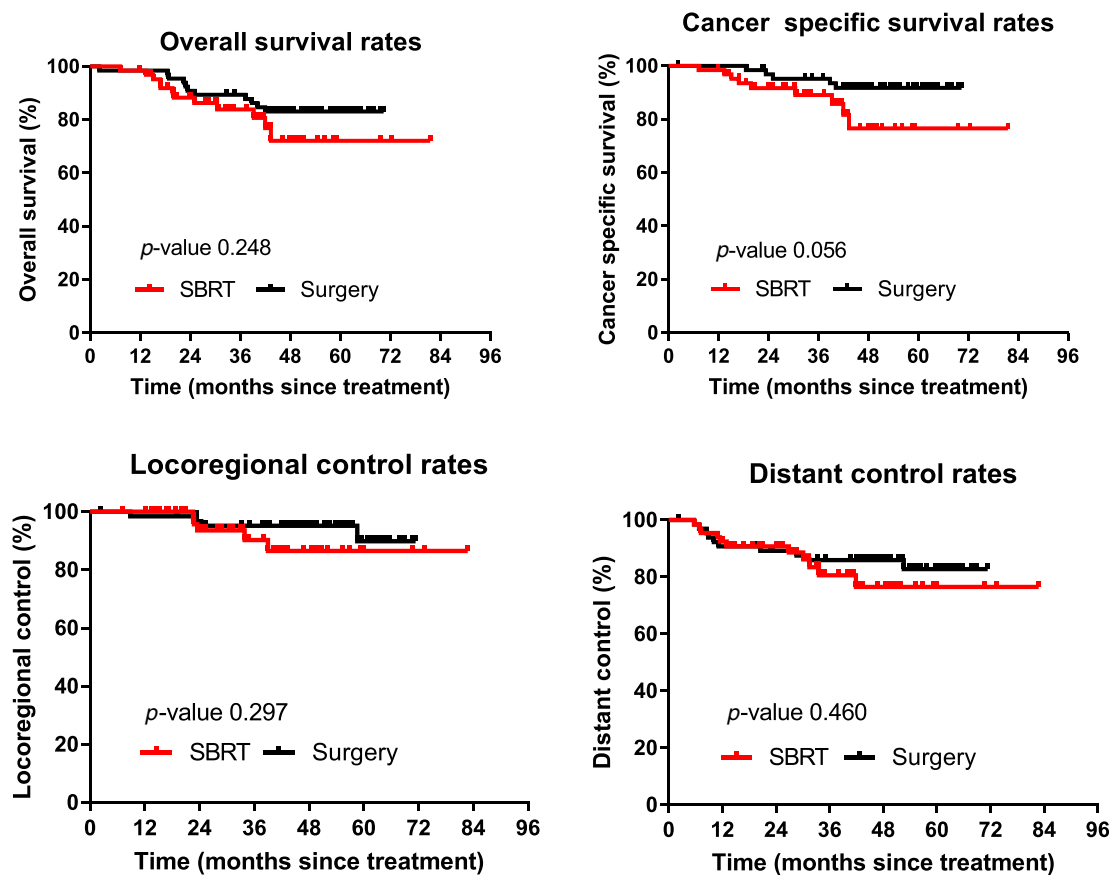 Overall survival rates
Overall survival (%)
100
80
60
40
20
0
p-value 0.248
SBRT Surgery
0 12 24 36 48 60 72 84 96
Time (months since treatment)
Cancer specific survival rates
Cancer specific survival (%)
100
80
60
40
20
0
p-value 0.056
SBRT Surgery
0 12 24 36 48 60 72 84 96
Time (months since treatment)
Locoregional control rates
Locoregional control (%)
100
80
60
40
20
0
p-value 0.297
SBRT Surgery
0 12 24 36 48 60 72 84 96
Time (months since treatment)
Distant control rates
Distant control (%)
100
80
60
40
20
0
p-value 0.460
SBRT Surgery
0 12 24 36 48 60 72 84 96
Time (months since treatment)